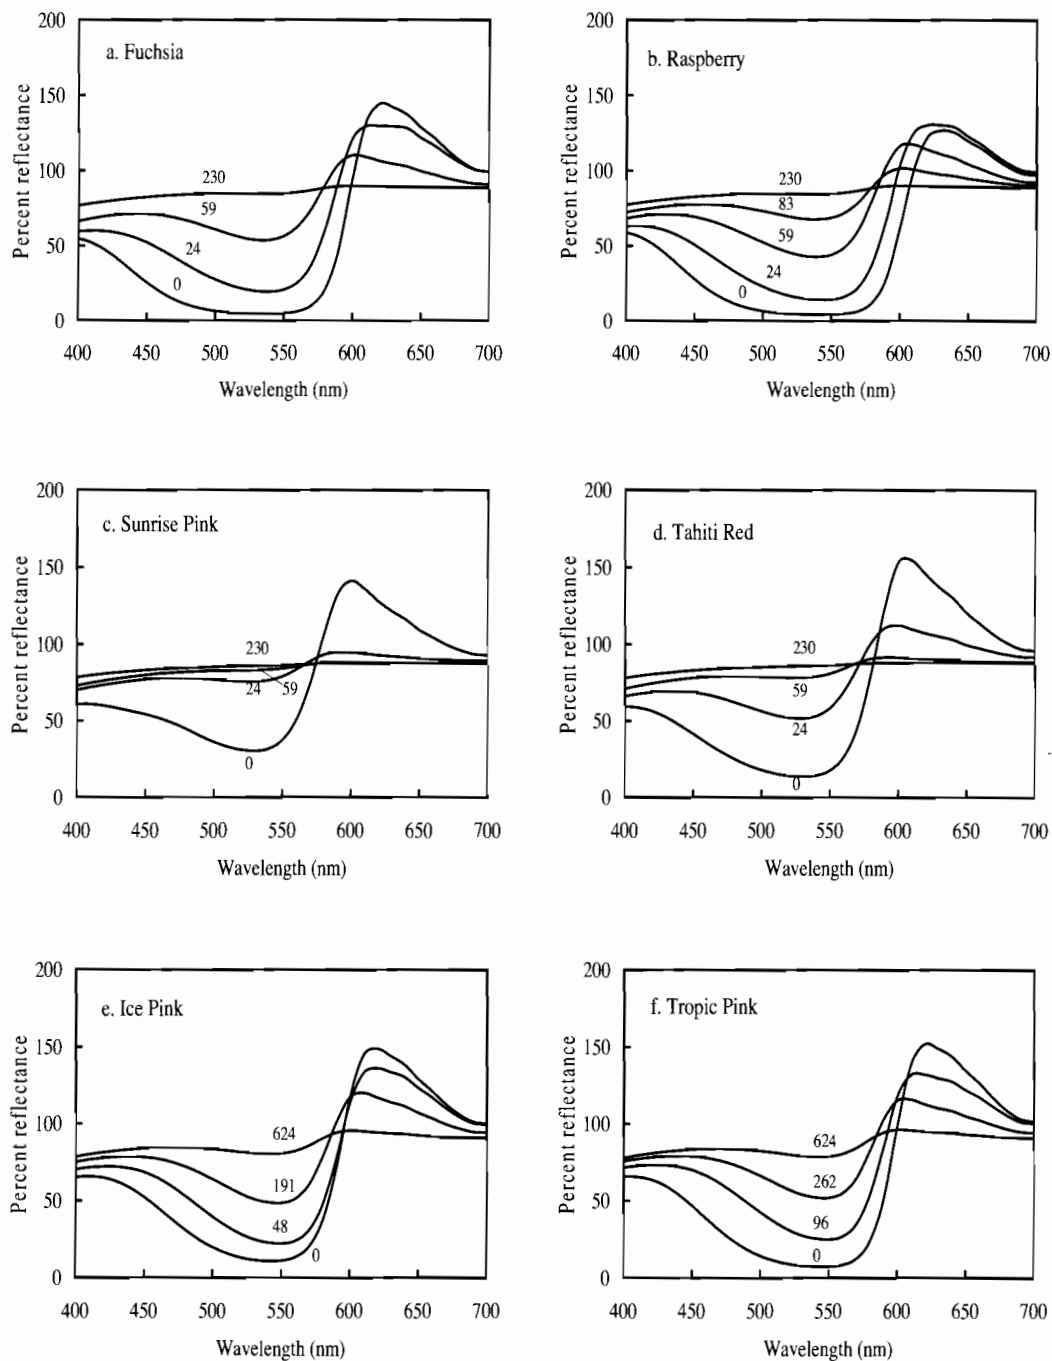 a. Fuchsia
Percent reflectance
200
150
100
50
0
230
59
24
0
400 450 500 550 600 650 700
Wavelength (nm)
b. Raspberry
Percent reflectance
200
150
100
50
0
230
83
59
24
0
400 450 500 550 600 650 700
Wavelength (nm)
c. Sunrise Pink
Percent reflectance
200
150
100
50
0
230
24
59
0
400 450 500 550 600 650 700
Wavelength (nm)
d. Tahiti Red
Percent reflectance
200
150
100
50
0
230
59
24
0
400 450 500 550 600 650 700
Wavelength (nm)
e. Ice Pink
Percent reflectance
200
150
100
50
0
624
191
48
0
400 450 500 550 600 650 700
Wavelength (nm)
f. Tropic Pink
Percent reflectance
200
150
100
50
0
624
262
96
0
400 450 500 550 600 650 700
Wavelength (nm)